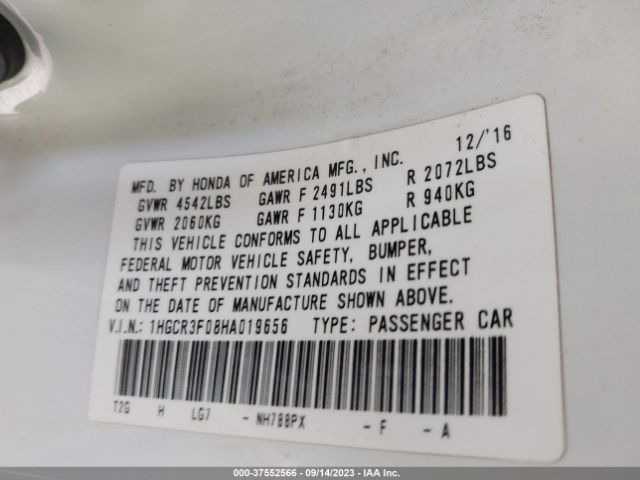 MFD. BY HONDA OF AMERICA MFG., INC. 12/'16
GVWR 4542LBS GAWR F 2491LBS R 2072LBS
GVWR 2060KG GAWR F 1130KG R 940KG
THIS VEHICLE CONFORMS TO ALL APPLICABLE
FEDERAL MOTOR VEHICLE SAFETY, BUMPER,
AND THEFT PREVENTION STANDARDS IN EFFECT
ON THE DATE OF MANUFACTURE SHOWN ABOVE.
V.I.N.: 1HGCR3F08HA019656 TYPE: PASSENGER CAR
T2G H LG7 - NH788PX - F - A
000-37552566 - 09/14/2023 - IAA Inc.